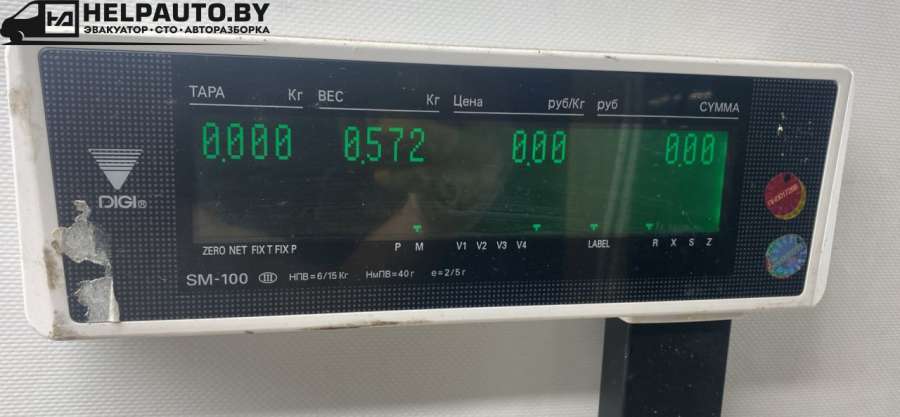 HELPAUTO.BY
ЭВАКУАТОР • СТО • АВТОРАЗБОРКА
ТАРА Кг ВЕС Кг Цена руб/Кг руб СУММА
0.000 0.572 0.00 0.00
DIGI®
ZERO NET FIX T FIX P P M V1 V2 V3 V4 LABEL R X S Z
SM-100 III НПВ=6/15 Кг НмПВ=40 г e=2/5 г